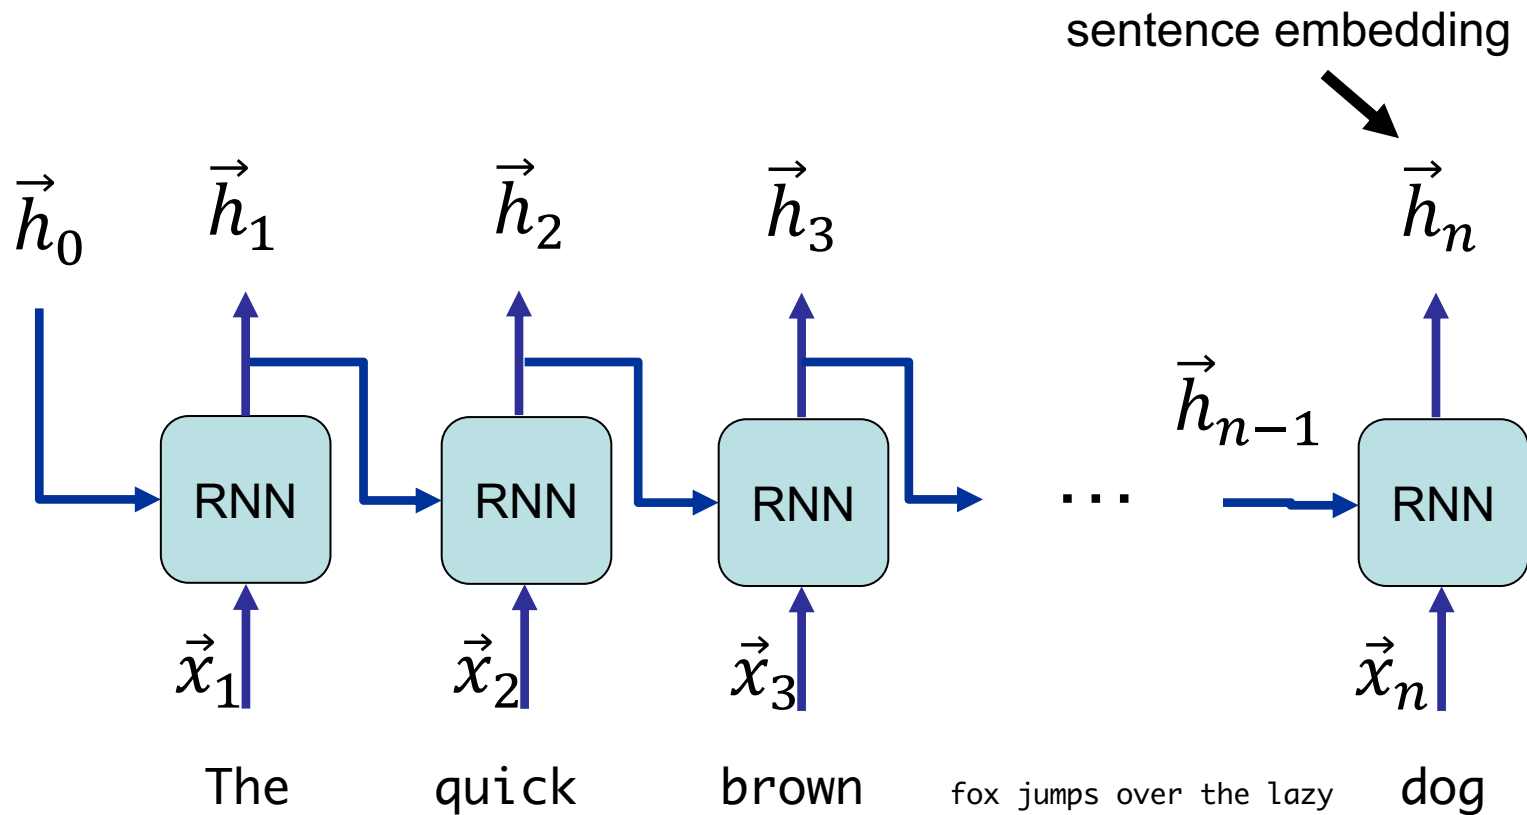 sentence embedding
h⃗₀ h⃗₁ h⃗₂ h⃗₃ h⃗ₙ
h⃗ₙ₋₁
RNN RNN RNN ... RNN
x⃗₁ x⃗₂ x⃗₃ x⃗ₙ
The quick brown fox jumps over the lazy dog